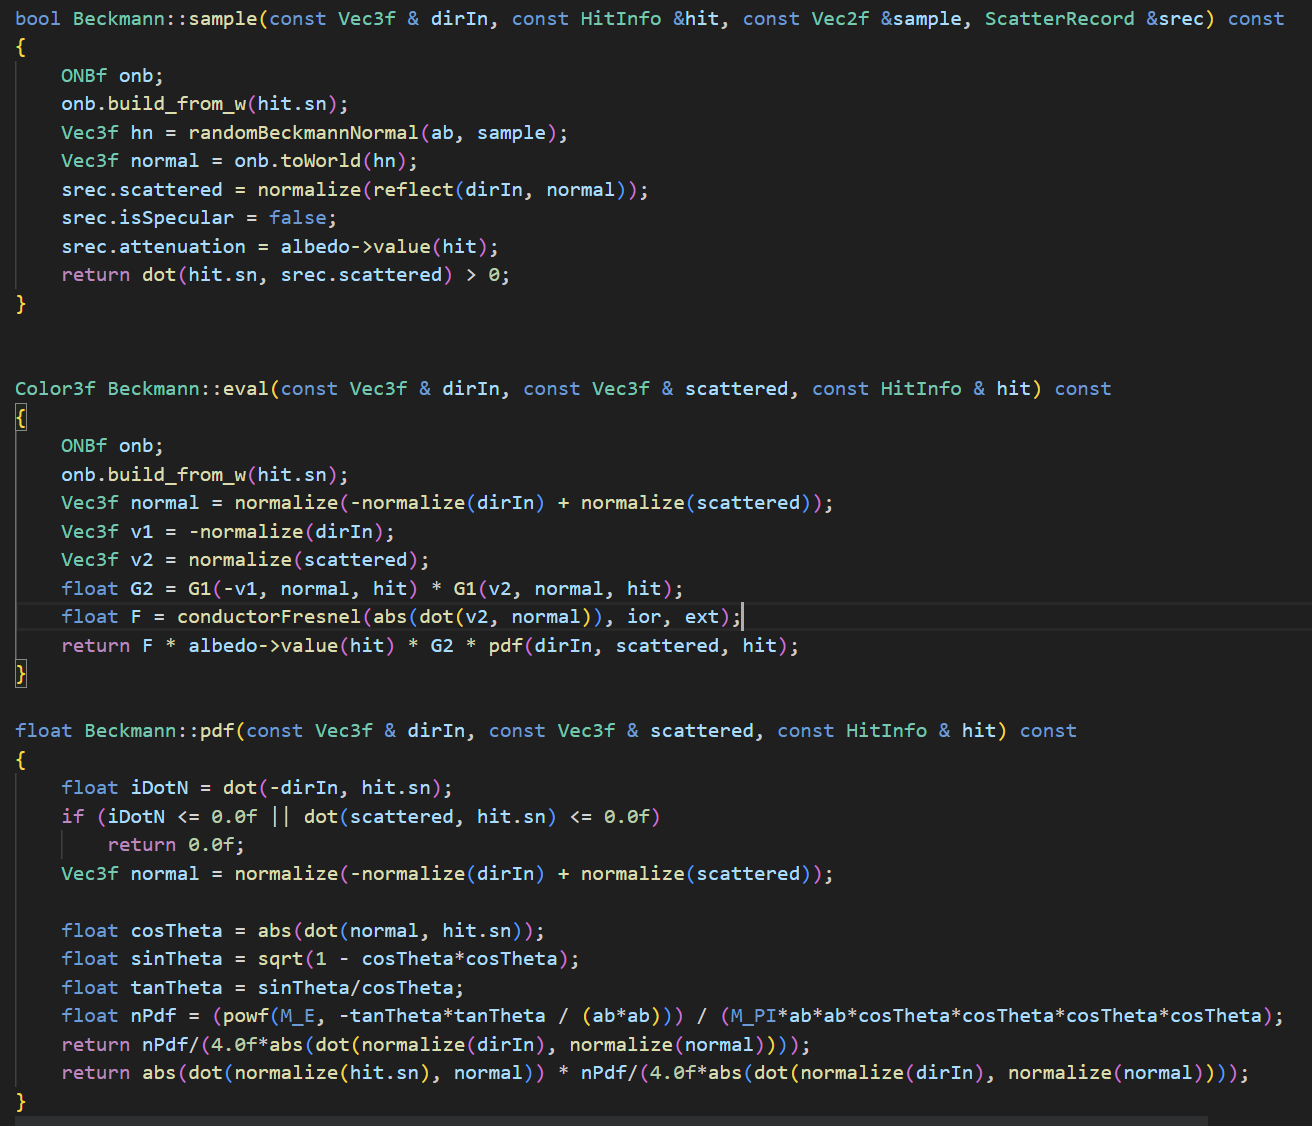 bool Beckmann::sample(const Vec3f & dirIn, const HitInfo &hit, const Vec2f &sample, ScatterRecord &srec) const
{
    ONBf onb;
    onb.build_from_w(hit.sn);
    Vec3f hn = randomBeckmannNormal(ab, sample);
    Vec3f normal = onb.toWorld(hn);
    srec.scattered = normalize(reflect(dirIn, normal));
    srec.isSpecular = false;
    srec.attenuation = albedo->value(hit);
    return dot(hit.sn, srec.scattered) > 0;
}
Color3f Beckmann::eval(const Vec3f & dirIn, const Vec3f & scattered, const HitInfo & hit) const
{
    ONBf onb;
    onb.build_from_w(hit.sn);
    Vec3f normal = normalize(-normalize(dirIn) + normalize(scattered));
    Vec3f v1 = -normalize(dirIn);
    Vec3f v2 = normalize(scattered);
    float G2 = G1(-v1, normal, hit) * G1(v2, normal, hit);
    float F = conductorFresnel(abs(dot(v2, normal)), ior, ext);
    return F * albedo->value(hit) * G2 * pdf(dirIn, scattered, hit);
}
float Beckmann::pdf(const Vec3f & dirIn, const Vec3f & scattered, const HitInfo & hit) const
{
    float iDotN = dot(-dirIn, hit.sn);
    if (iDotN <= 0.0f || dot(scattered, hit.sn) <= 0.0f)
        return 0.0f;
    Vec3f normal = normalize(-normalize(dirIn) + normalize(scattered));
    float cosTheta = abs(dot(normal, hit.sn));
    float sinTheta = sqrt(1 - cosTheta*cosTheta);
    float tanTheta = sinTheta/cosTheta;
    float nPdf = (powf(M_E, -tanTheta*tanTheta / (ab*ab))) / (M_PI*ab*ab*cosTheta*cosTheta*cosTheta*cosTheta);
    return nPdf/(4.0f*abs(dot(normalize(dirIn), normalize(normal))));
    return abs(dot(normalize(hit.sn), normal)) * nPdf/(4.0f*abs(dot(normalize(dirIn), normalize(normal))));
}